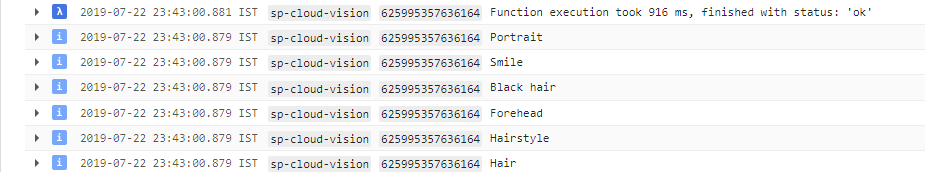 λ 2019-07-22 23:43:00.881 IST sp-cloud-vision 625995357636164 Function execution took 916 ms, finished with status: 'ok'
i 2019-07-22 23:43:00.879 IST sp-cloud-vision 625995357636164 Portrait
i 2019-07-22 23:43:00.879 IST sp-cloud-vision 625995357636164 Smile
i 2019-07-22 23:43:00.879 IST sp-cloud-vision 625995357636164 Black hair
i 2019-07-22 23:43:00.879 IST sp-cloud-vision 625995357636164 Forehead
i 2019-07-22 23:43:00.879 IST sp-cloud-vision 625995357636164 Hairstyle
i 2019-07-22 23:43:00.879 IST sp-cloud-vision 625995357636164 Hair